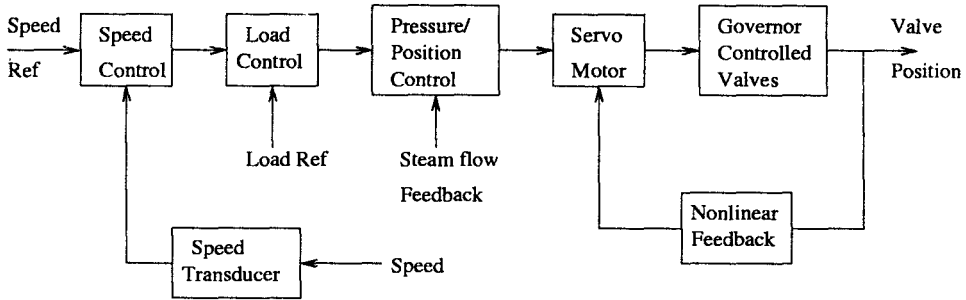 Speed
Ref
Speed
Control
Load
Control
Pressure/
Position
Control
Servo
Motor
Governor
Controlled
Valves
Valve
Position
Load Ref
Steam flow
Feedback
Nonlinear
Feedback
Speed
Transducer
Speed